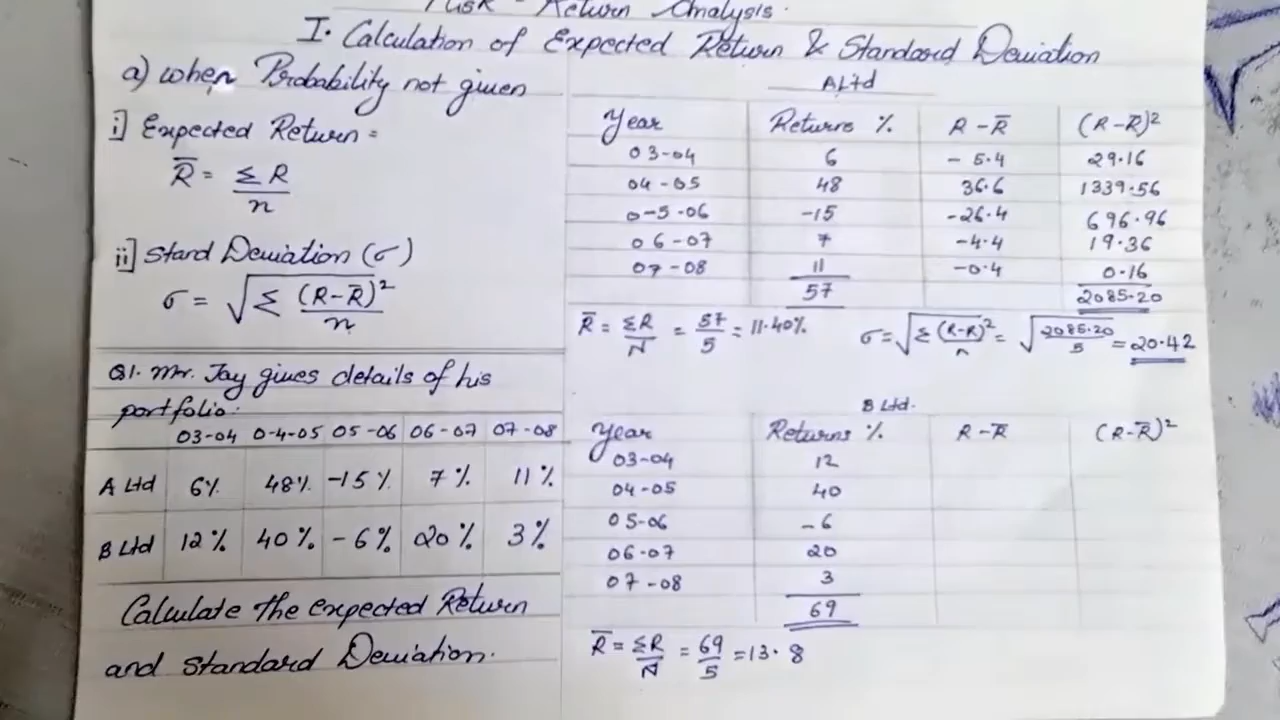 Risk - Return Analysis.
I. Calculation of Expected Return & Standard Deviation
a) when Probability not given
i] Expected Return =
R̅ = ΣR
n
ii] Stard Deviation (σ)
σ = √Σ (R-R̅)²
n
Q1. Mr. Jay gives details of his
portfolio.
03-04 0-4-05 05-06 06-07 07-08
A Ltd 6% 48% -15% 7% 11%
B Ltd 12% 40% -6% 20% 3%
Calculate the expected Return
and Standard Deviation.
A Ltd
Year Returns % R-R̅ (R-R̅)²
03-04 6 -5.4 29.16
04-05 48 36.6 1339.56
0-5-06 -15 -26.4 696.96
06-07 7 -4.4 19.36
07-08 11 -0.4 0.16
57 2085.20
R̅ = ΣR/N = 57/5 = 11.40% σ=√Σ(R-R)²/n = √2085.20/5 = 20.42
B Ltd.
Year Returns % R-R̅ (R-R̅)²
03-04 12
04-05 40
05-06 -6
06-07 20
07-08 3
69
R̅ = ΣR/N = 69/5 = 13.8